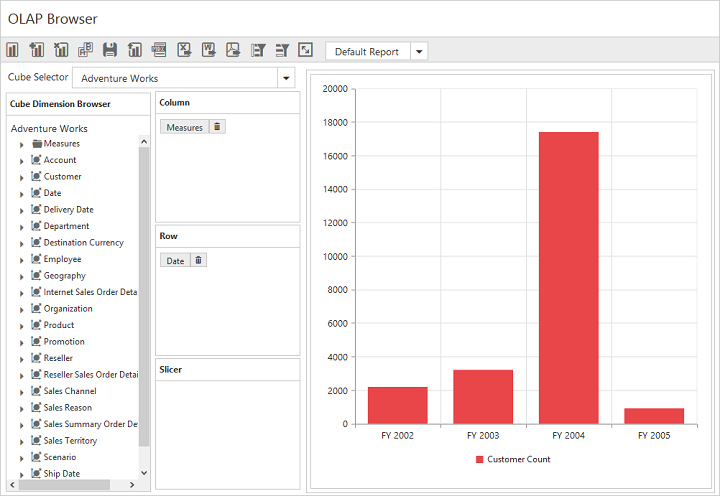 OLAP Browser
Default Report
Cube Selector Adventure Works
Cube Dimension Browser
Adventure Works
Measures
Account
Customer
Date
Delivery Date
Department
Destination Currency
Employee
Geography
Internet Sales Order Deta
Organization
Product
Promotion
Reseller
Reseller Sales Order Detai
Sales Channel
Sales Reason
Sales Summary Order De
Sales Territory
Scenario
Ship Date
Column
Measures
Row
Date
Slicer
20000
18000
16000
14000
12000
10000
8000
6000
4000
2000
0
FY 2002 FY 2003 FY 2004 FY 2005
Customer Count